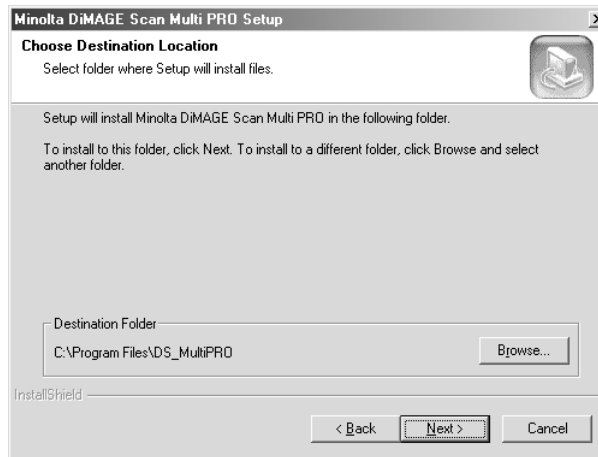 Minolta DiMAGE Scan Multi PRO Setup
Choose Destination Location
Select folder where Setup will install files.
Setup will install Minolta DiMAGE Scan Multi PRO in the following folder.
To install to this folder, click Next. To install to a different folder, click Browse and select
another folder.
Destination Folder
C:\Program Files\DS_MultiPRO
Browse...
InstallShield
< Back
Next >
Cancel